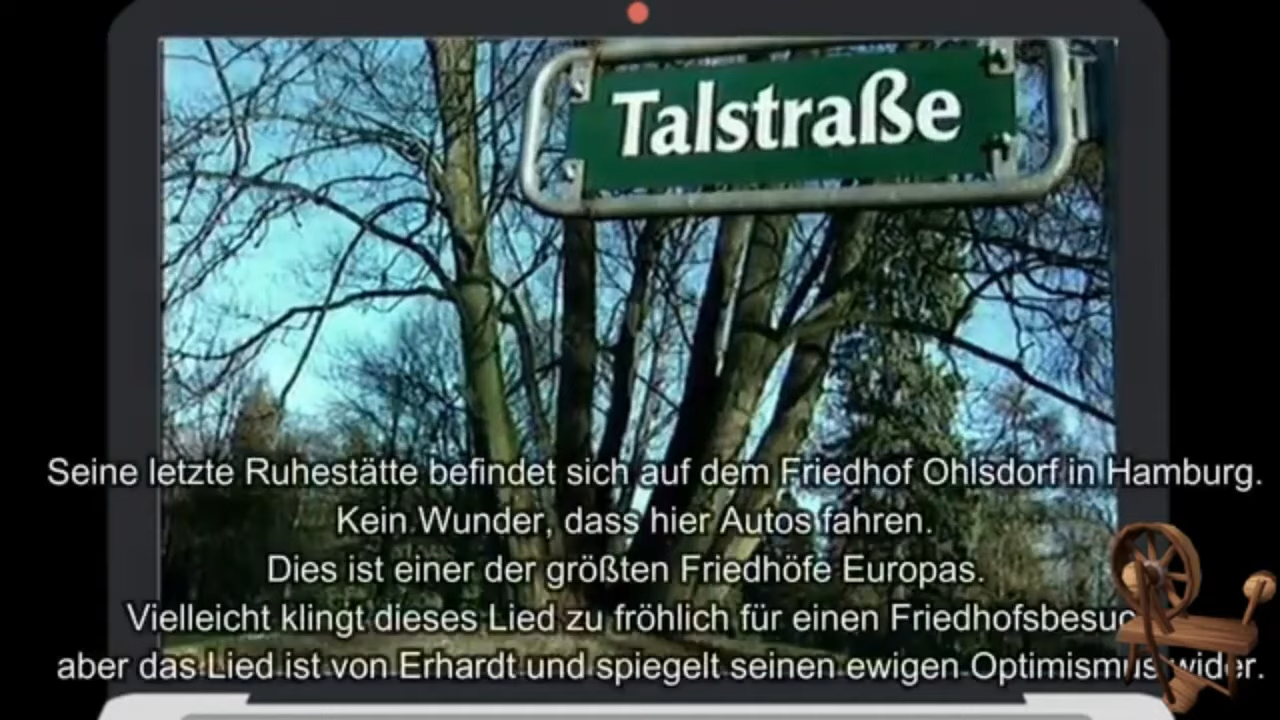 Talstraße
Seine letzte Ruhestätte befindet sich auf dem Friedhof Ohlsdorf in Hamburg.
Kein Wunder, dass hier Autos fahren.
Dies ist einer der größten Friedhöfe Europas.
Vielleicht klingt dieses Lied zu fröhlich für einen
aber das Lied ist von Erhardt und spiegelt seinen ewigen Optimismus wider.